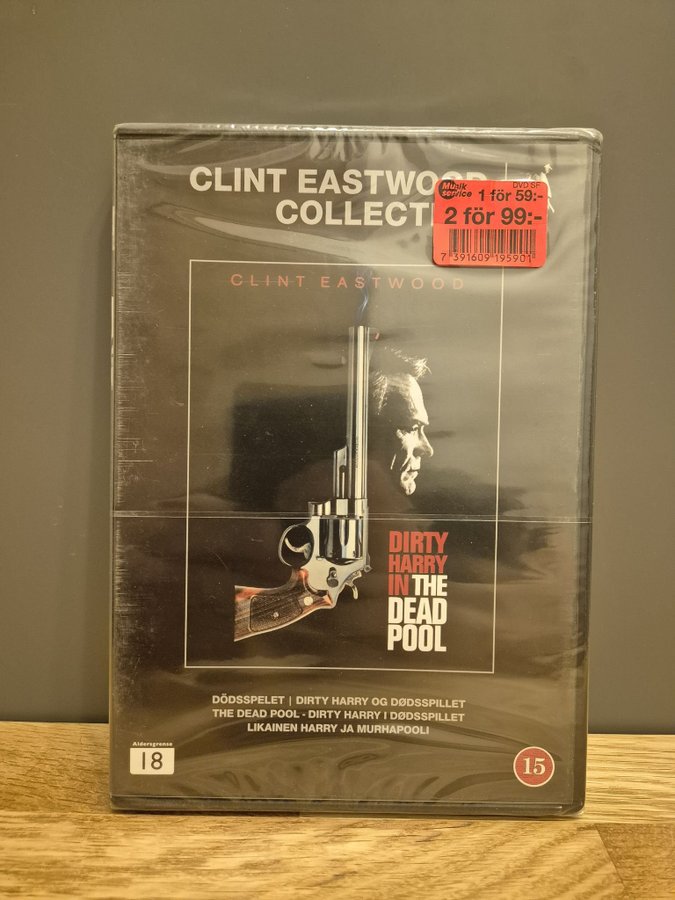 CLINT EASTWOOD
COLLECTI
Musik
service
DVD SF
1 för 59:-
2 för 99:-
7 391609 195901
CLINT EASTWOOD
DIRTY
HARRY
IN THE
DEAD
POOL
DÖDSSPELET | DIRTY HARRY OG DØDSSPILLET
THE DEAD POOL - DIRTY HARRY I DØDSSPILLET
LIKAINEN HARRY JA MURHAPOOLI
Aldersgrense
18
15